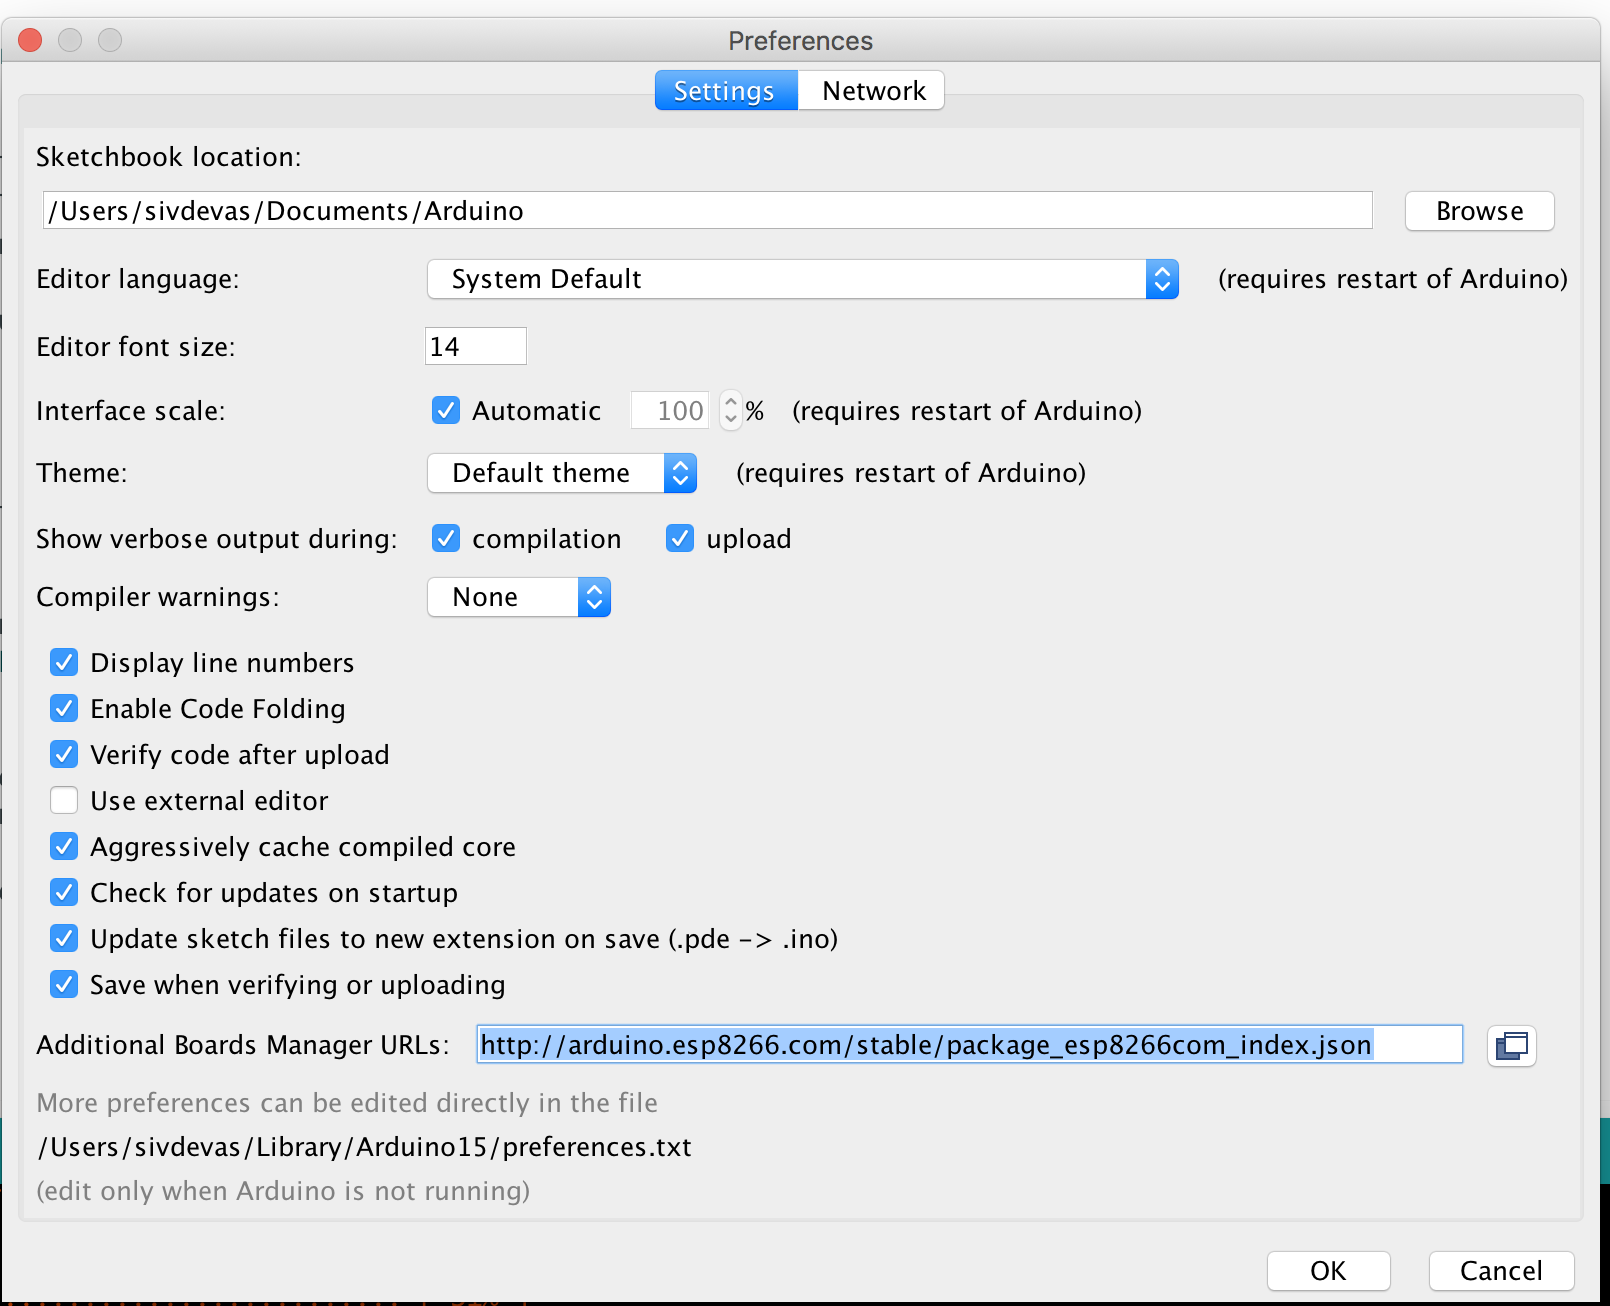 Preferences
Settings Network
Sketchbook location:
/Users/sivdevas/Documents/Arduino Browse
Editor language: System Default (requires restart of Arduino)
Editor font size: 14
Interface scale: Automatic 100 % (requires restart of Arduino)
Theme: Default theme (requires restart of Arduino)
Show verbose output during: compilation upload
Compiler warnings: None
Display line numbers
Enable Code Folding
Verify code after upload
Use external editor
Aggressively cache compiled core
Check for updates on startup
Update sketch files to new extension on save (.pde -> .ino)
Save when verifying or uploading
Additional Boards Manager URLs: http://arduino.esp8266.com/stable/package_esp8266com_index.json
More preferences can be edited directly in the file
/Users/sivdevas/Library/Arduino15/preferences.txt
(edit only when Arduino is not running)
OK Cancel